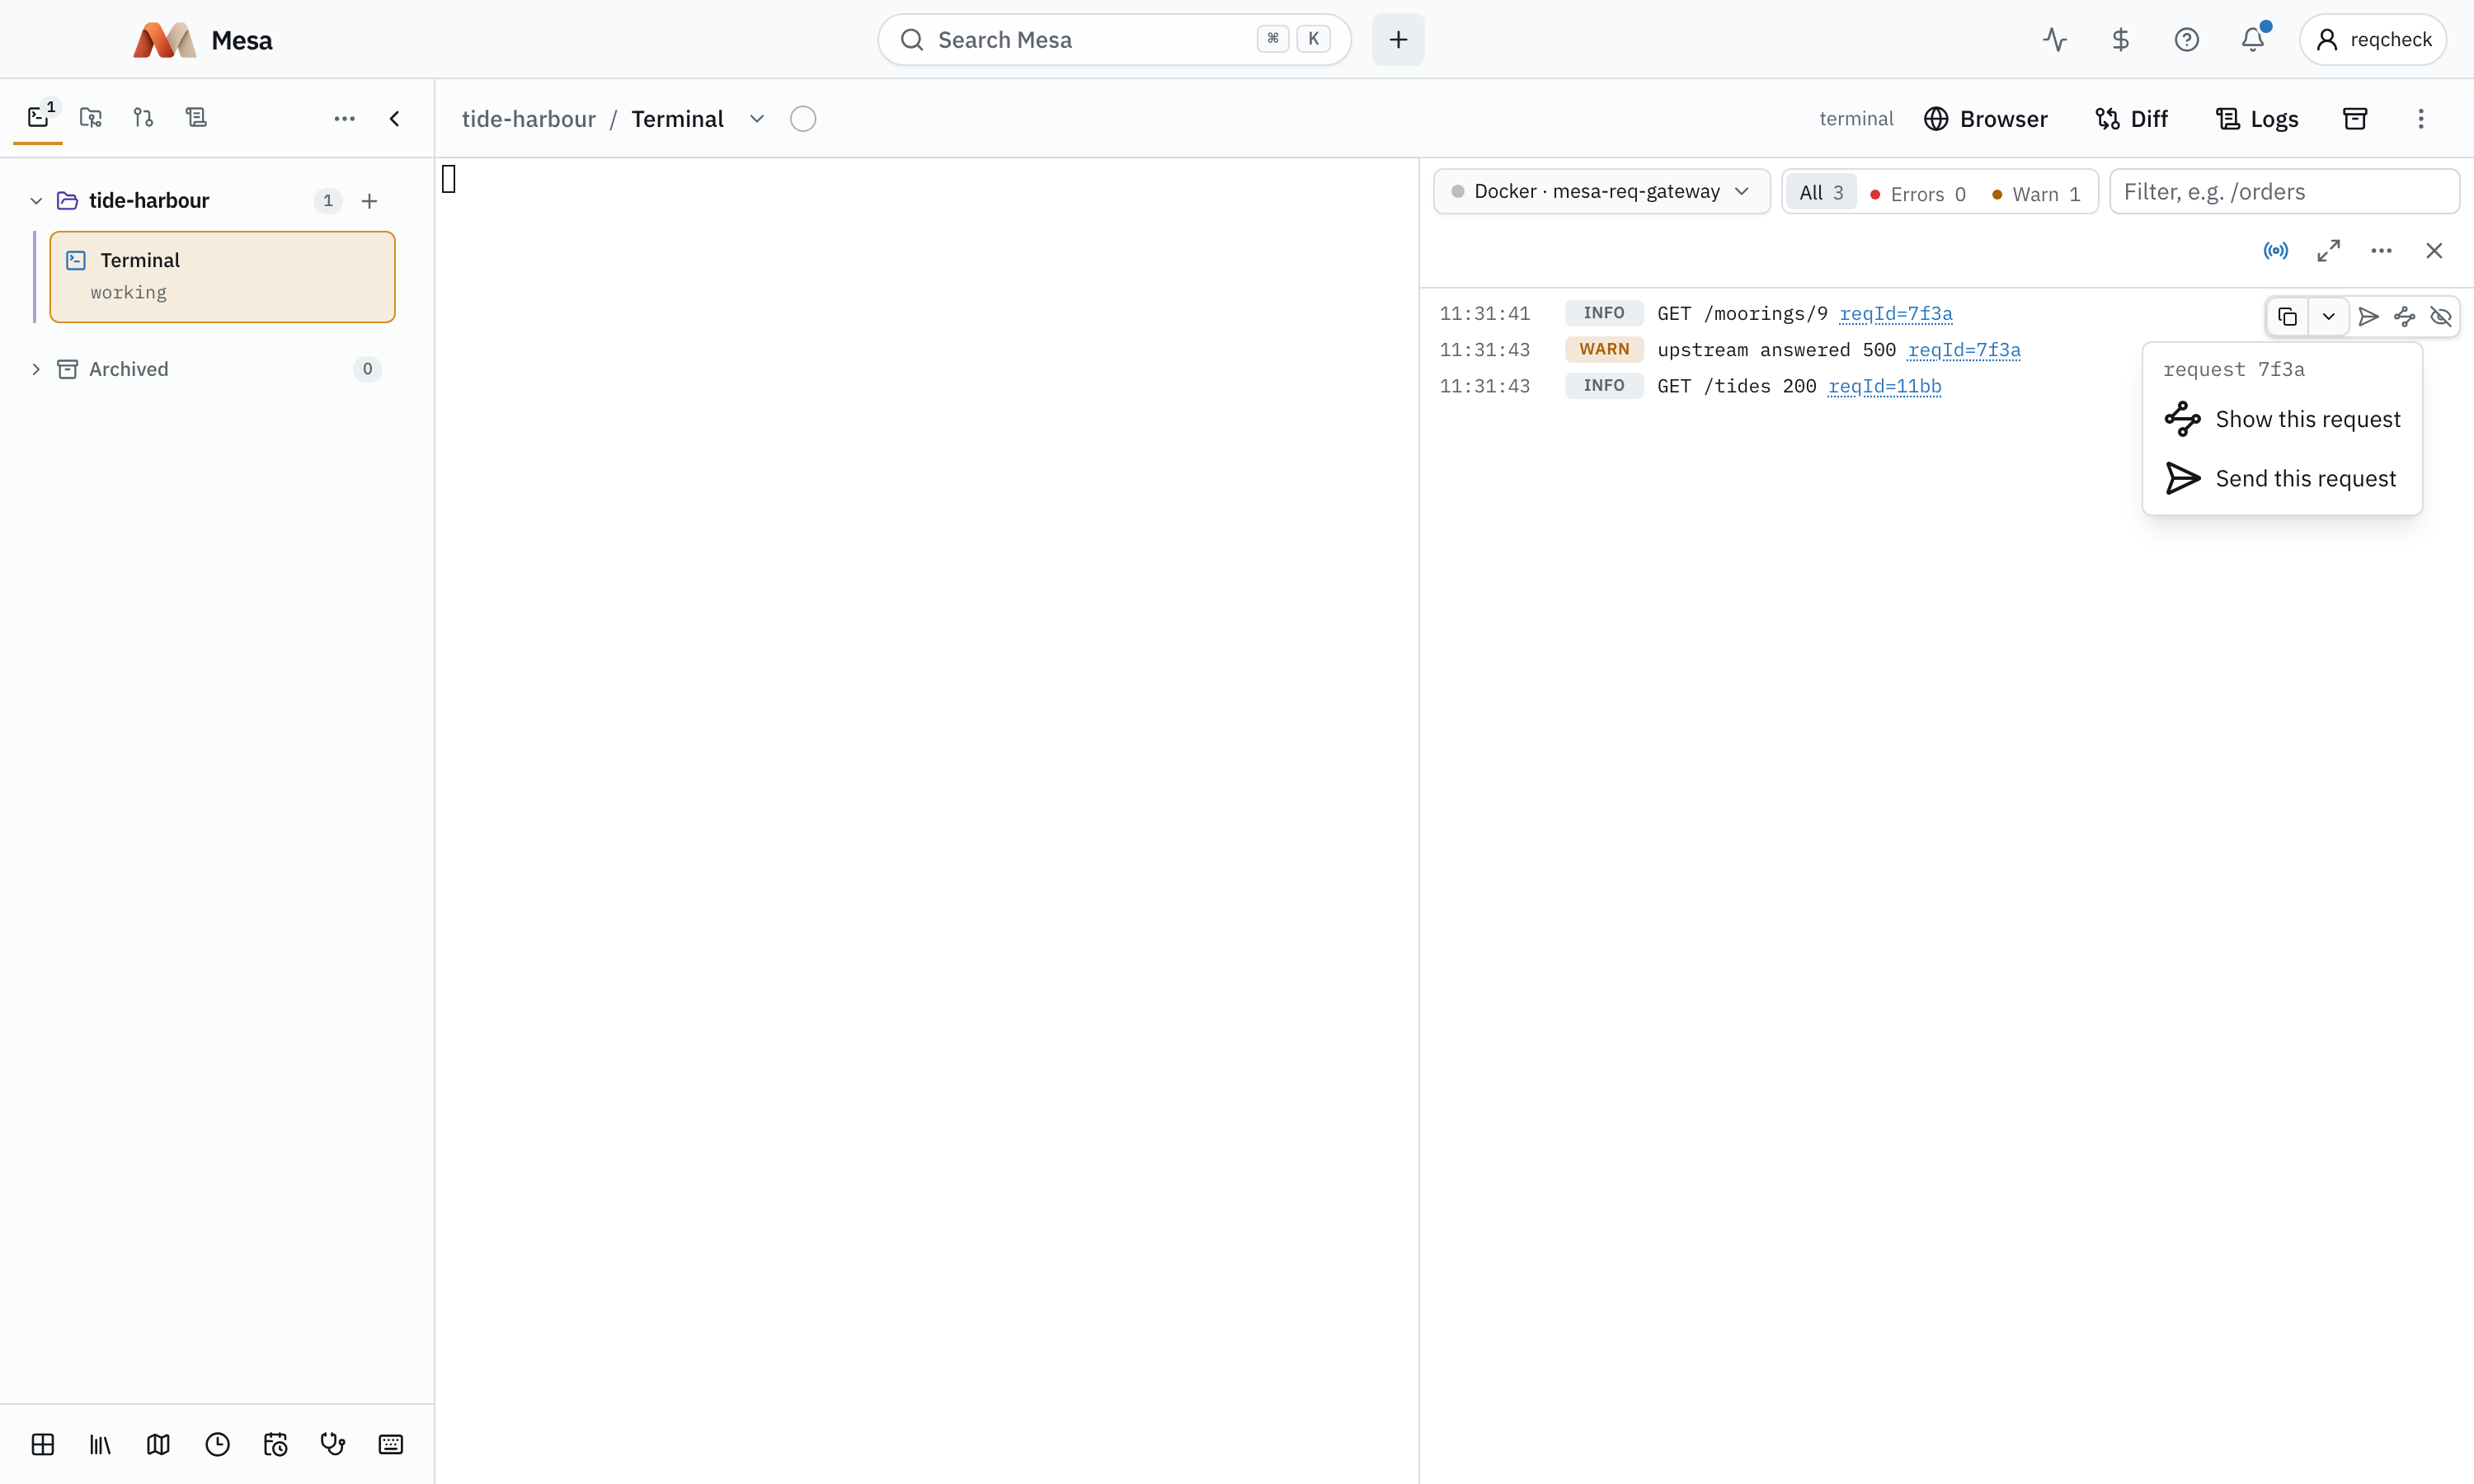 Mesa
Search Mesa
⌘ K
reqcheck
1
tide-harbour / Terminal
terminal
Browser
Diff
Logs
tide-harbour
1
Terminal
working
Archived
0
Docker · mesa-req-gateway
All 3
Errors 0
Warn 1
Filter, e.g. /orders
11:31:41 INFO GET /moorings/9 reqId=7f3a
11:31:43 WARN upstream answered 500 reqId=7f3a
11:31:43 INFO GET /tides 200 reqId=11bb
request 7f3a
Show this request
Send this request